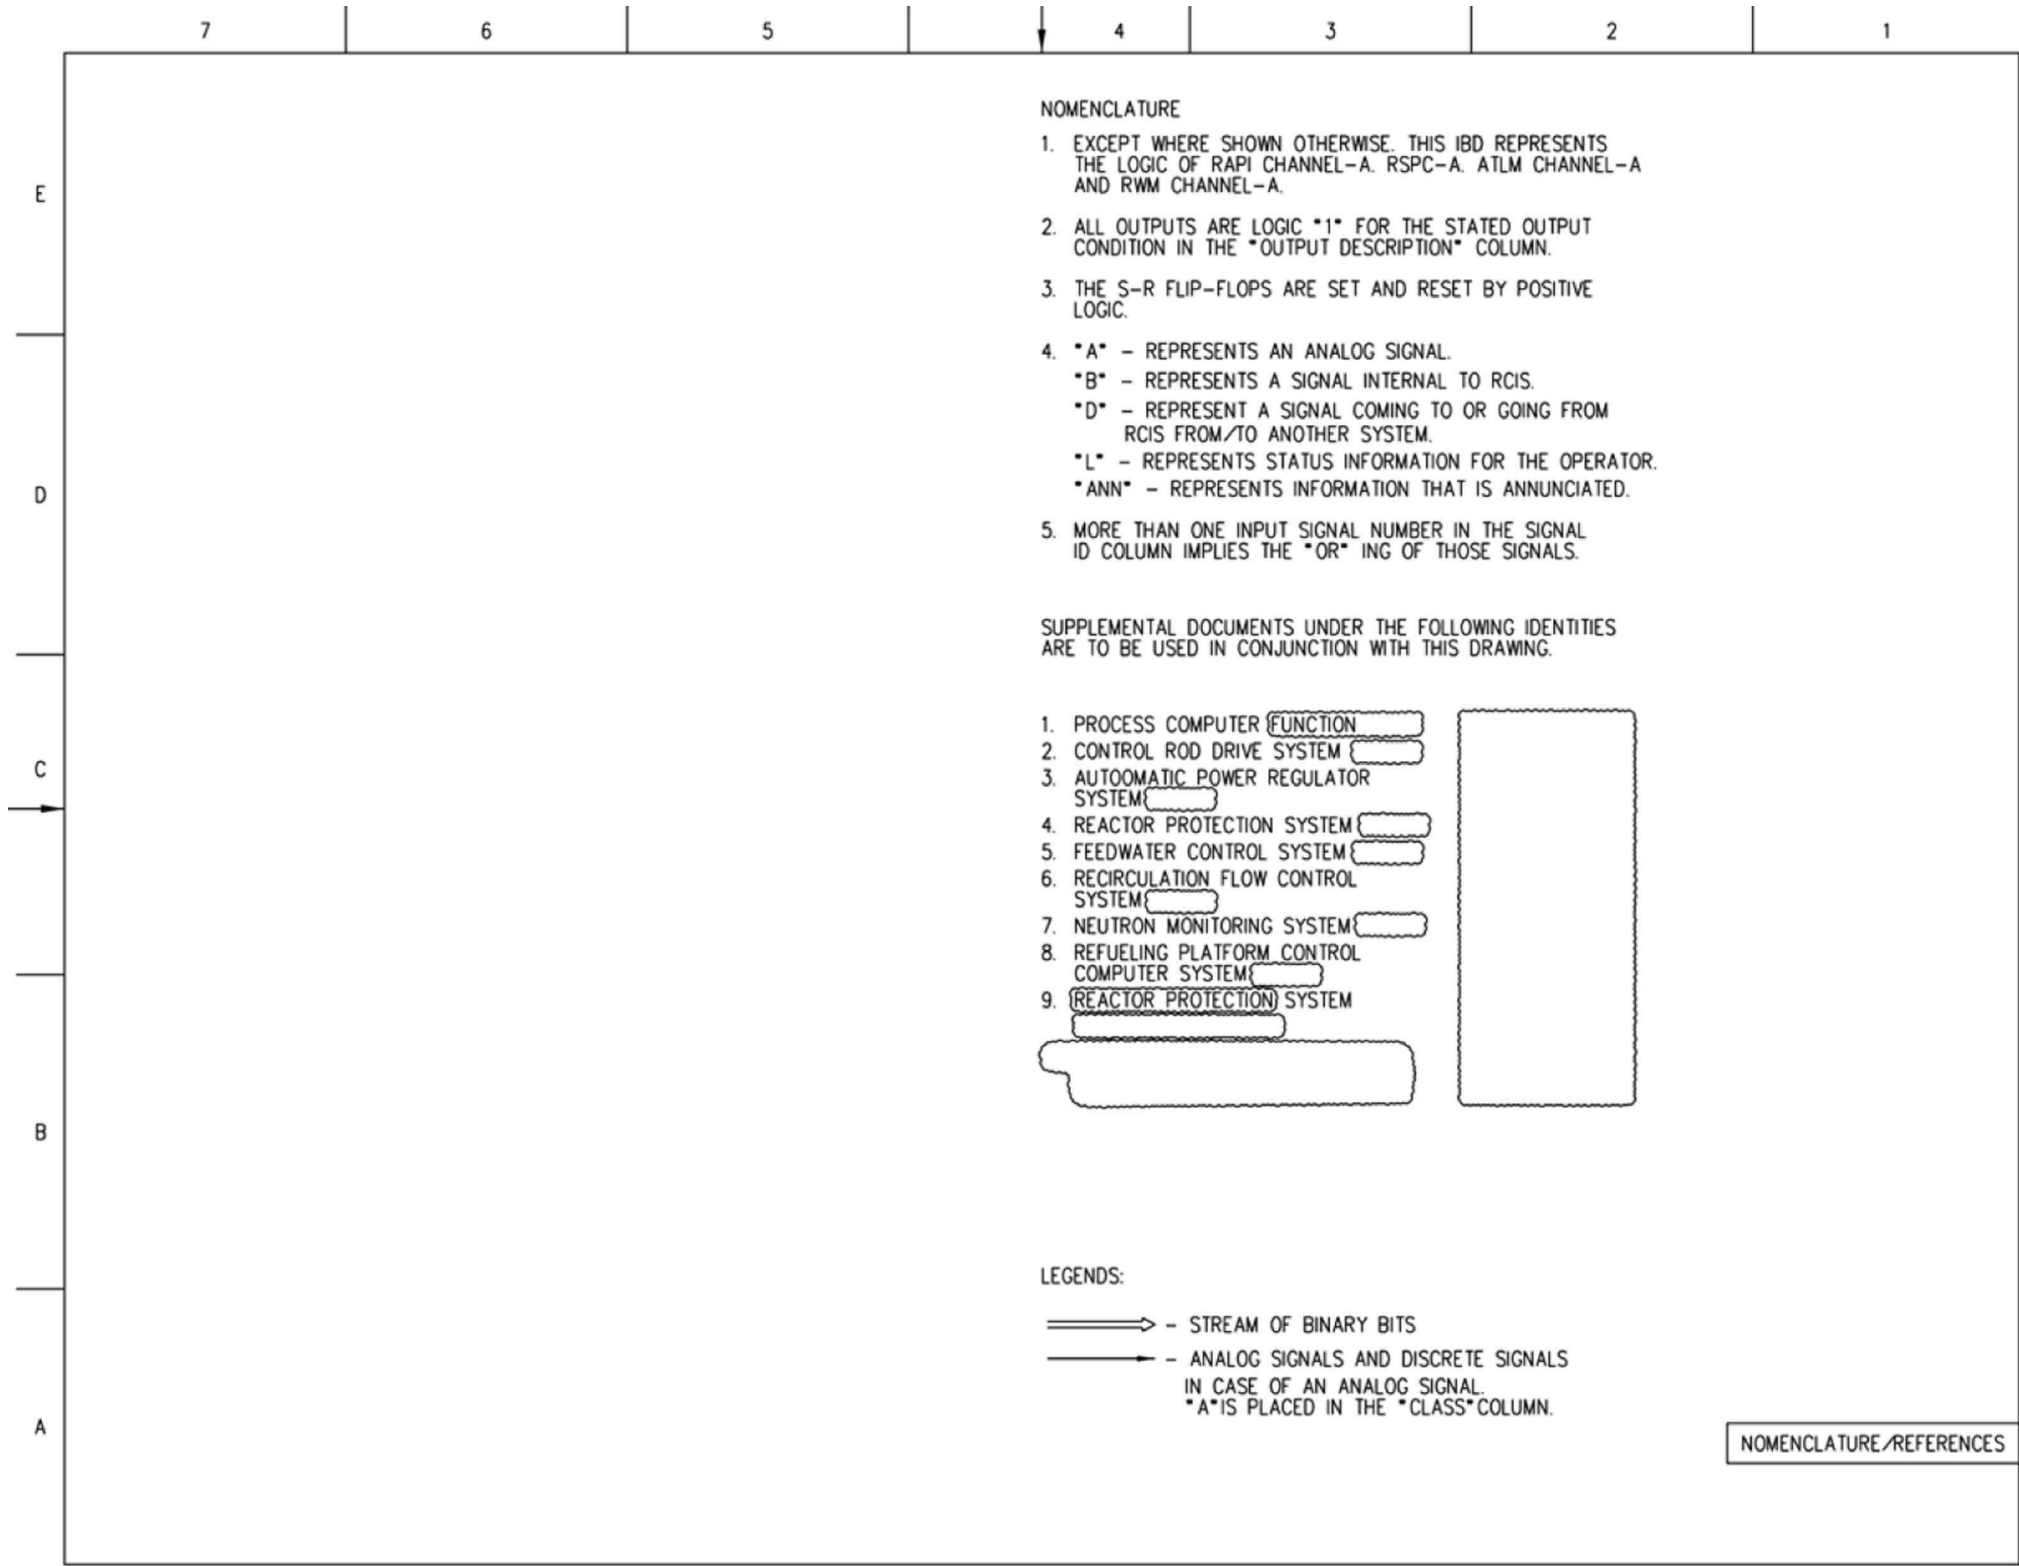 7 6 5 4 3 2 1
NOMENCLATURE
1. EXCEPT WHERE SHOWN OTHERWISE. THIS IBD REPRESENTS
THE LOGIC OF RAPI CHANNEL-A. RSPC-A. ATLM CHANNEL-A
AND RWM CHANNEL-A.
E
2. ALL OUTPUTS ARE LOGIC "1" FOR THE STATED OUTPUT
CONDITION IN THE "OUTPUT DESCRIPTION" COLUMN.
3. THE S-R FLIP-FLOPS ARE SET AND RESET BY POSITIVE
LOGIC.
4. "A" - REPRESENTS AN ANALOG SIGNAL.
"B" - REPRESENTS A SIGNAL INTERNAL TO RCIS.
"D" - REPRESENT A SIGNAL COMING TO OR GOING FROM
RCIS FROM/TO ANOTHER SYSTEM.
"L" - REPRESENTS STATUS INFORMATION FOR THE OPERATOR.
"ANN" - REPRESENTS INFORMATION THAT IS ANNUNCIATED.
D
5. MORE THAN ONE INPUT SIGNAL NUMBER IN THE SIGNAL
ID COLUMN IMPLIES THE "OR" ING OF THOSE SIGNALS.
SUPPLEMENTAL DOCUMENTS UNDER THE FOLLOWING IDENTITIES
ARE TO BE USED IN CONJUNCTION WITH THIS DRAWING.
1. PROCESS COMPUTER FUNCTION
2. CONTROL ROD DRIVE SYSTEM
C
3. AUTOOMATIC POWER REGULATOR
SYSTEM
4. REACTOR PROTECTION SYSTEM
5. FEEDWATER CONTROL SYSTEM
6. RECIRCULATION FLOW CONTROL
SYSTEM
7. NEUTRON MONITORING SYSTEM
8. REFUELING PLATFORM CONTROL
COMPUTER SYSTEM
9. REACTOR PROTECTION SYSTEM
B
LEGENDS:
- STREAM OF BINARY BITS
- ANALOG SIGNALS AND DISCRETE SIGNALS
IN CASE OF AN ANALOG SIGNAL.
"A"IS PLACED IN THE "CLASS"COLUMN.
A
NOMENCLATURE/REFERENCES